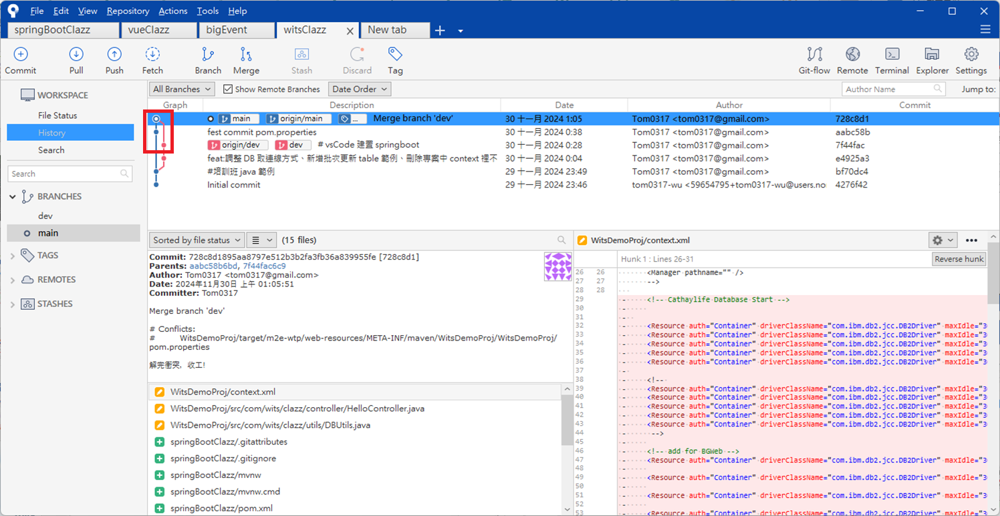 File Edit View Repository Actions Tools Help
springBootClazz vueClazz bigEvent witsClazz New tab
Commit Pull Push Fetch Branch Merge Stash Discard Tag Git-flow Remote Terminal Explorer Settings
WORKSPACE
File Status
History
Search
Search
BRANCHES
dev
main
TAGS
REMOTES
STASHES
All Branches Show Remote Branches Date Order Author Name Jump to:
Graph Description Date Author Commit
main origin/main ... Merge branch 'dev' 30 十一月 2024 1:05 Tom0317 <tom0317@gmail.com> 728c8d1
fest commit pom.properties 30 十一月 2024 0:38 Tom0317 <tom0317@gmail.com> aabc58b
origin/dev dev # vsCode 建置 springboot 30 十一月 2024 0:28 Tom0317 <tom0317@gmail.com> 7f44fac
feat:調整 DB 取連線方式、新增批次更新 table 範例、刪除專案中 context 裡不 30 十一月 2024 0:04 Tom0317 <tom0317@gmail.com> e4925a3
#培訓班 java 範例 29 十一月 2024 23:49 Tom0317 <tom0317@gmail.com> bf70dc4
Initial commit 29 十一月 2024 23:46 tom0317-wu <59654795+tom0317-wu@users.no 4276f42
Sorted by file status (15 files)
Commit: 728c8d1895aa8797e512b3b2fa3fb36a839955fe [728c8d1]
Parents: aabc58b6bd, 7f44fac6c9
Author: Tom0317 <tom0317@gmail.com>
Date: 2024年11月30日 上午 01:05:51
Committer: Tom0317
Merge branch 'dev'
# Conflicts:
# WitsDemoProj/target/m2e-wtp/web-resources/META-INF/maven/WitsDemoProj/WitsDemoProj/
pom.properties
解完衝突，收工!
WitsDemoProj/context.xml
WitsDemoProj/src/com/wits/clazz/controller/HelloController.java
WitsDemoProj/src/com/wits/clazz/utils/DBUtils.java
springBootClazz/.gitattributes
springBootClazz/.gitignore
springBootClazz/mvnw
springBootClazz/mvnw.cmd
springBootClazz/pom.xml
WitsDemoProj/context.xml
Hunk 1 : Lines 26-31 Reverse hunk
26 26 <Manager pathname="" />
27 27 -->
28 28
29 - <!-- Cathaylife Database Start -->
30 -
31 -
32 - <Resource auth="Container" driverClassName="com.ibm.db2.jcc.DB2Driver" maxIdle="3
33 - <Resource auth="Container" driverClassName="com.ibm.db2.jcc.DB2Driver" maxIdle="3
34 - <Resource auth="Container" driverClassName="com.ibm.db2.jcc.DB2Driver" maxIdle="3
35 - <Resource auth="Container" driverClassName="com.ibm.db2.jcc.DB2Driver" maxIdle="3
36 - <Resource auth="Container" driverClassName="com.ibm.db2.jcc.DB2Driver" maxIdle="3
37 -
38 - <!--
39 - <Resource auth="Container" driverClassName="com.ibm.db2.jcc.DB2Driver" maxIdle="3
40 - <Resource auth="Container" driverClassName="com.ibm.db2.jcc.DB2Driver" maxIdle="3
41 - <Resource auth="Container" driverClassName="com.ibm.db2.jcc.DB2Driver" maxIdle="3
42 - <Resource auth="Container" driverClassName="com.ibm.db2.jcc.DB2Driver" maxIdle="3
43 - <Resource auth="Container" driverClassName="com.ibm.db2.jcc.DB2Driver" maxIdle="3
44 - -->
45 -
46 - <!-- add for BGWeb -->
47 - <Resource auth="Container" driverClassName="com.ibm.db2.jcc.DB2Driver" maxIdle="3
48 -
49 - <Resource auth="Container" driverClassName="com.ibm.db2.jcc.DB2Driver" maxIdle="3
50 -
51 - <Resource auth="Container" driverClassName="com.ibm.db2.jcc.DB2Driver" maxIdle="3
52 -
53 - <Resource auth="Container" driverClassName="com.ibm.db2.jcc.DB2Driver" maxIdle="3